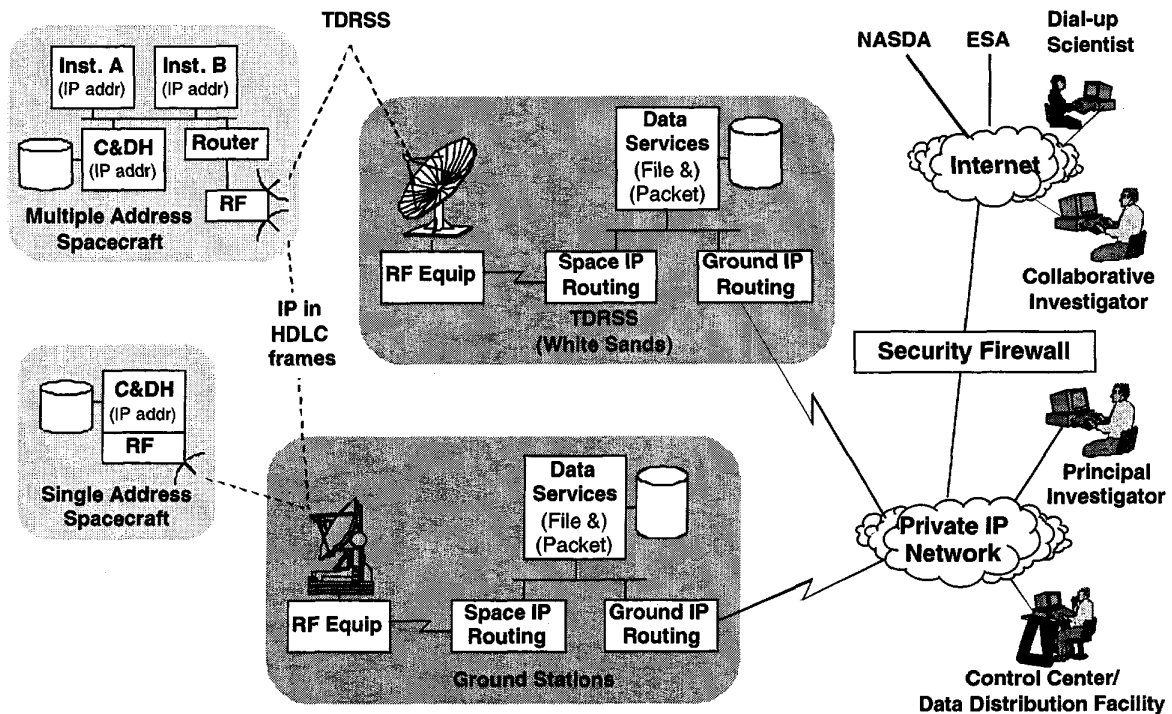 TDRSS
Inst. A
(IP addr)
Inst. B
(IP addr)
C&DH
(IP addr)
Router
RF
Multiple Address
Spacecraft
IP in
HDLC
frames
C&DH
(IP addr)
RF
Single Address
Spacecraft
Data
Services
(File &)
(Packet)
RF Equip
Space IP
Routing
Ground IP
Routing
TDRSS
(White Sands)
Data
Services
(File &)
(Packet)
RF Equip
Space IP
Routing
Ground IP
Routing
Ground Stations
NASDA
ESA
Dial-up
Scientist
Internet
Collaborative
Investigator
Security Firewall
Principal
Investigator
Private IP
Network
Control Center/
Data Distribution Facility